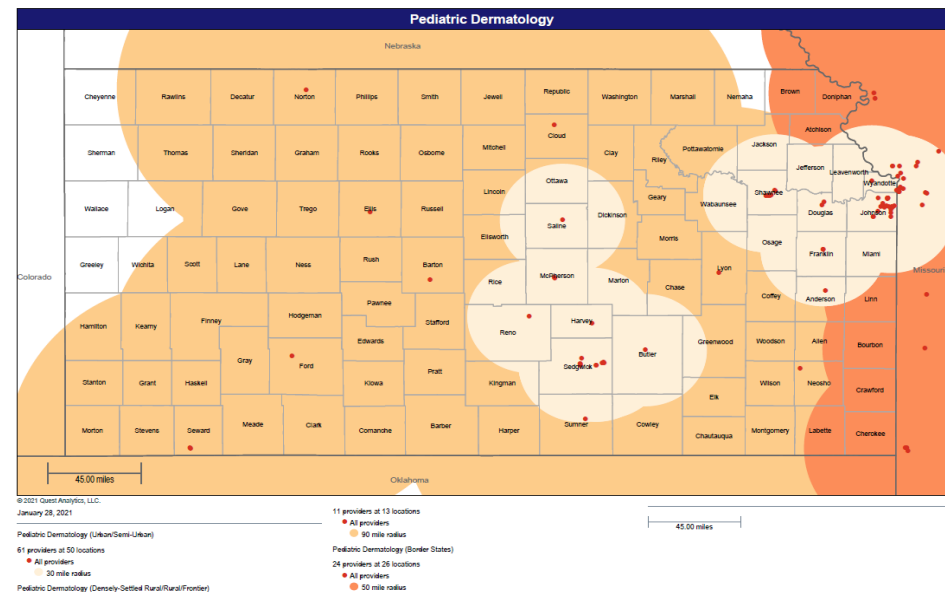 Pediatric Dermatology
Nebraska
Cheyenne Rawlins Decatur Norton Phillips Smith Jewell Republic Washington Marshall Nemaha Brown Doniphan
Atchison
Sherman Thomas Sheridan Graham Rooks Osborne Mitchell Cloud Clay Riley Pottawatomie Jackson Jefferson Leavenworth Wyandotte
Ottawa
Wallace Logan Gove Trego Ellis Russell Lincoln Saline Dickinson Geary Wabaunsee Shawnee Douglas Johnson
Ellsworth Morris Osage Franklin Miami
Colorado Greeley Wichita Scott Lane Ness Rush Barton Rice McPherson Marion Chase Lyon Missouri
Hamilton Kearny Finney Hodgeman Pawnee Stafford Reno Harvey Coffey Anderson Linn
Edwards
Gray Ford Sedgwick Butler Greenwood Woodson Allen Bourbon
Stanton Grant Haskell Kiowa Pratt Kingman Elk Wilson Neosho Crawford
Morton Stevens Seward Meade Clark Comanche Barber Harper Sumner Cowley Chautauqua Montgomery Labette Cherokee
45.00 miles
Oklahoma
© 2021 Quest Analytics, LLC.
January 28, 2021
Pediatric Dermatology (Urban/Semi-Urban)
61 providers at 50 locations
All providers
30 mile radius
Pediatric Dermatology (Densely-Settled Rural/Rural/Frontier)
11 providers at 13 locations
All providers
90 mile radius
Pediatric Dermatology (Border States)
24 providers at 26 locations
All providers
50 mile radius
45.00 miles